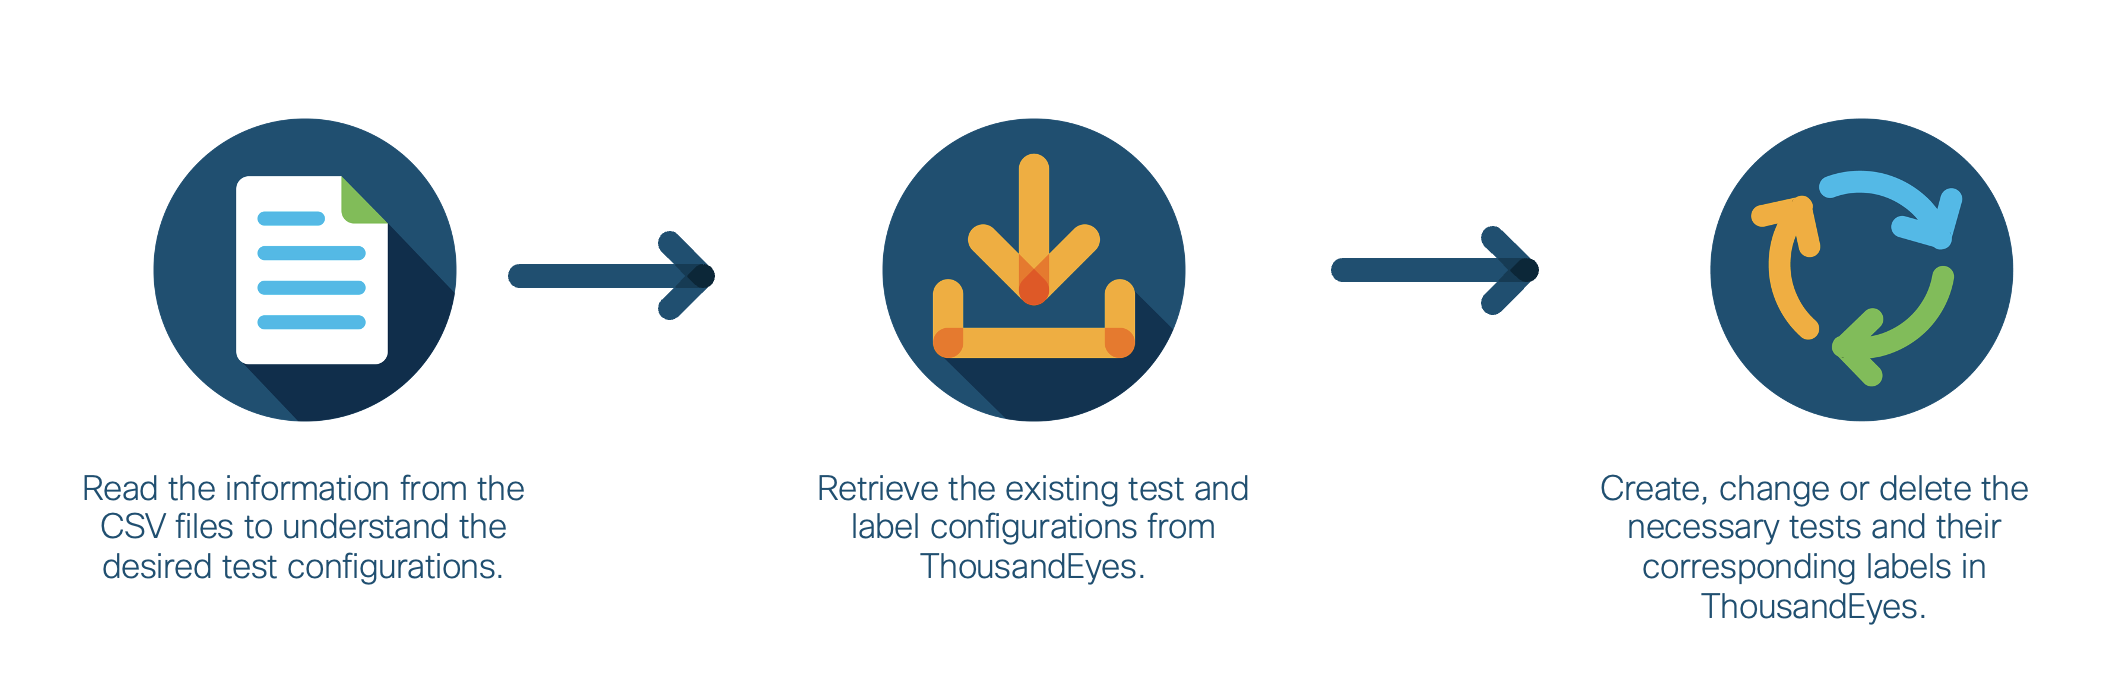 Read the information from the
CSV files to understand the
desired test configurations.
Retrieve the existing test and
label configurations from
ThousandEyes.
Create, change or delete the
necessary tests and their
corresponding labels in
ThousandEyes.